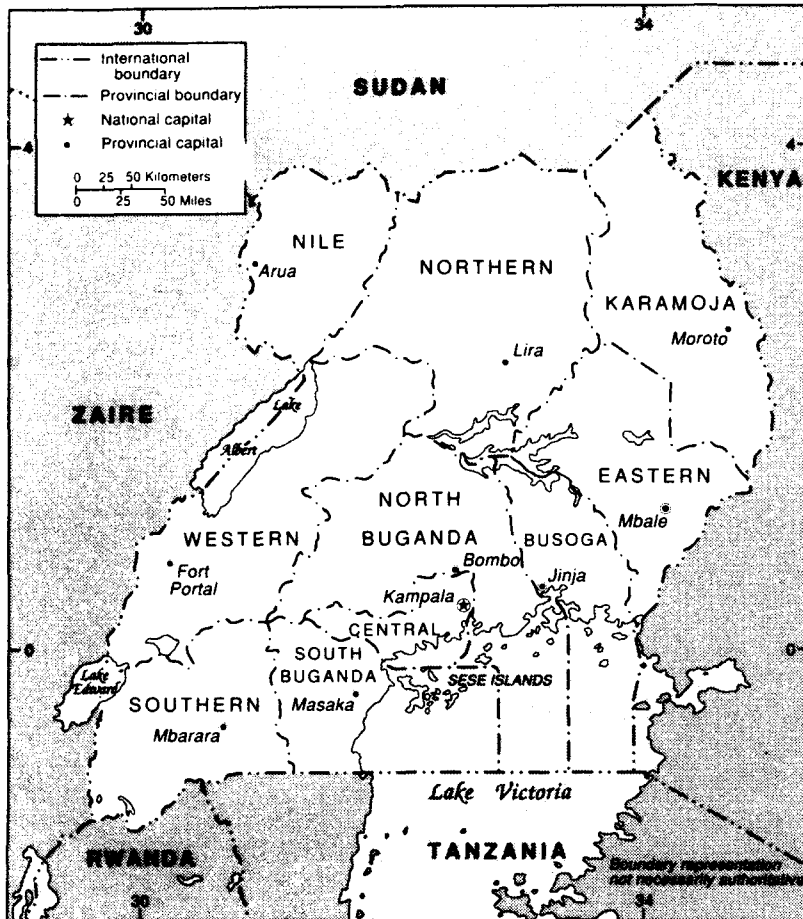 30
34
International
boundary
Provincial boundary
National capital
Provincial capital
0 25 50 Kilometers
0 25 50 Miles
SUDAN
4
4
KENYA
NILE
Arua
NORTHERN
KARAMOJA
Moroto
Lira
ZAIRE
Lake
Albert
EASTERN
Mbale
NORTH
BUGANDA
WESTERN
BUSOGA
Bombo
Fort
Portal
Jinja
Kampala
CENTRAL
0
0
SOUTH
BUGANDA
Lake
Edward
SESE ISLANDS
SOUTHERN
Masaka
Mbarara
Lake Victoria
RWANDA
TANZANIA
Boundary representation
not necessarily authoritative
30
34